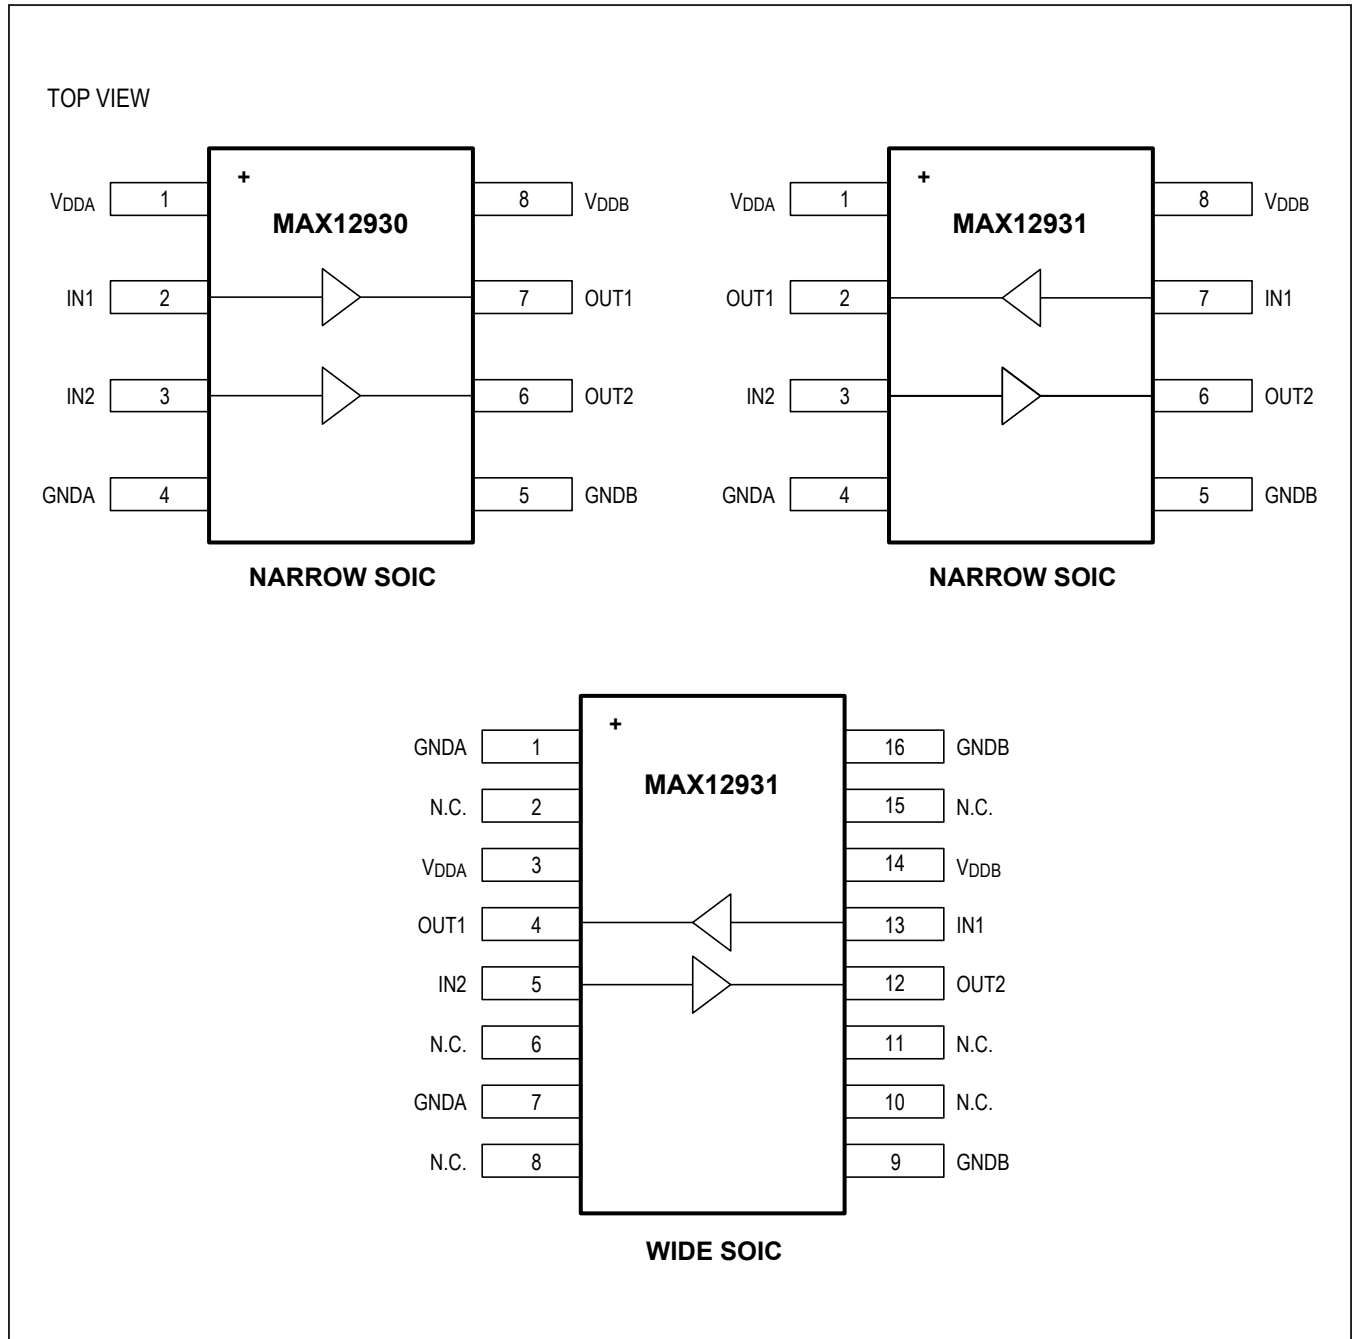 TOP VIEW
+ +
MAX12930 MAX12931
VDDA 1 8 VDDB VDDA 1 8 VDDB
IN1 2 7 OUT1 OUT1 2 7 IN1
IN2 3 6 OUT2 IN2 3 6 OUT2
GNDA 4 5 GNDB GNDA 4 5 GNDB
NARROW SOIC NARROW SOIC
+
GNDA 1 16 GNDB
MAX12931
N.C. 2 15 N.C.
VDDA 3 14 VDDB
OUT1 4 13 IN1
IN2 5 12 OUT2
N.C. 6 11 N.C.
GNDA 7 10 N.C.
N.C. 8 9 GNDB
WIDE SOIC